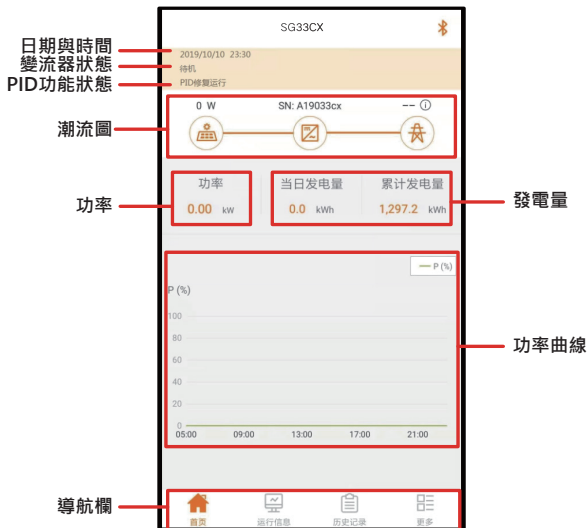 SG33CX
日期與時間
2019/10/10 23:30
變流器狀態
待机
PID功能狀態
PID修复运行
0 W
SN: A19033cx
-- ⓘ
潮流圖
功率
当日发电量
累计发电量
0.00 kW
0.0 kWh
1,297.2 kWh
功率
發電量
P (%)
P (%)
100
80
60
40
20
0
05:00
09:00
13:00
17:00
21:00
功率曲線
導航欄
首页
运行信息
历史记录
更多